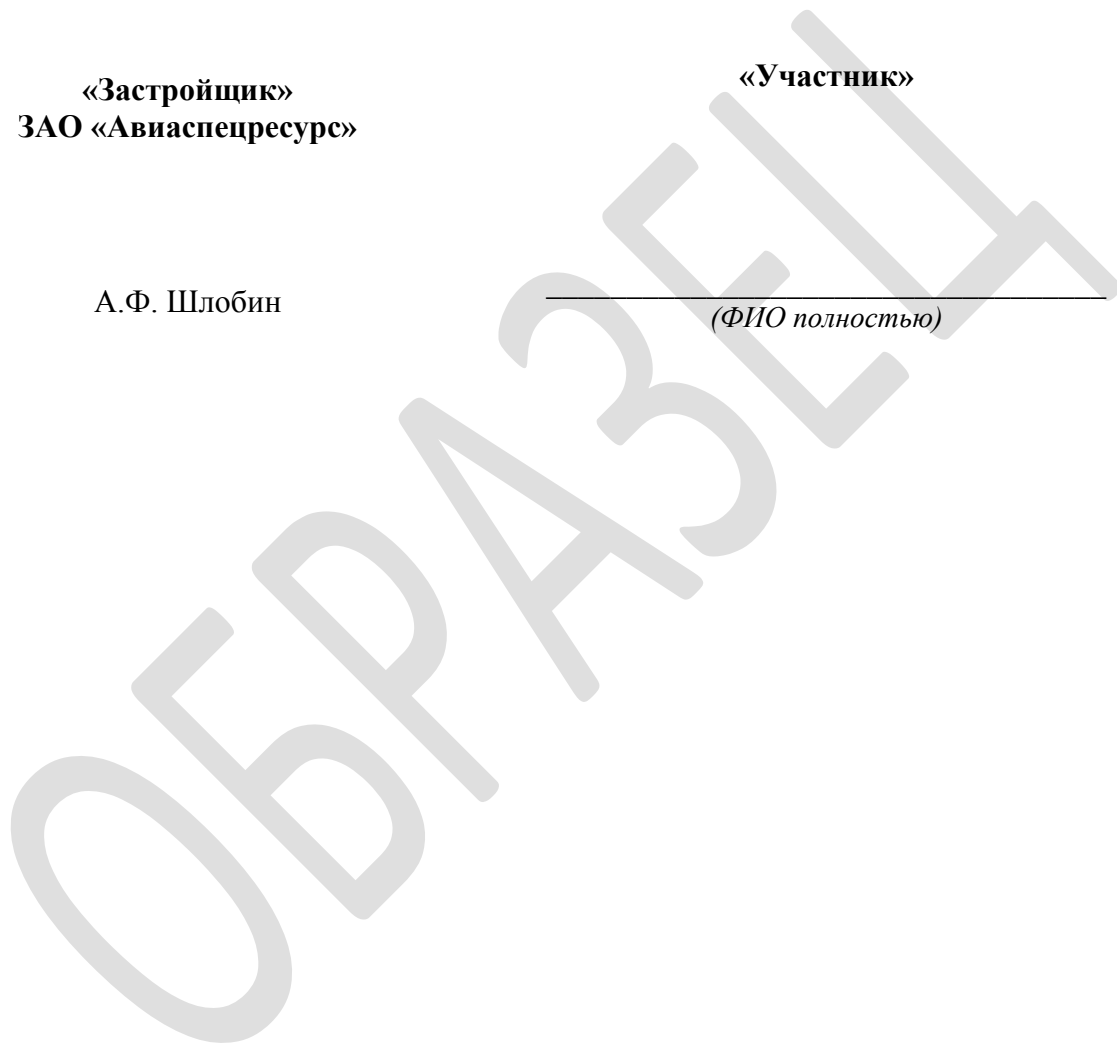 «Застройщик»
ЗАО «Авиаспецресурс»
А.Ф. Шлобин
«Участник»
(ФИО полностью)
ОБРАЗЕЦ